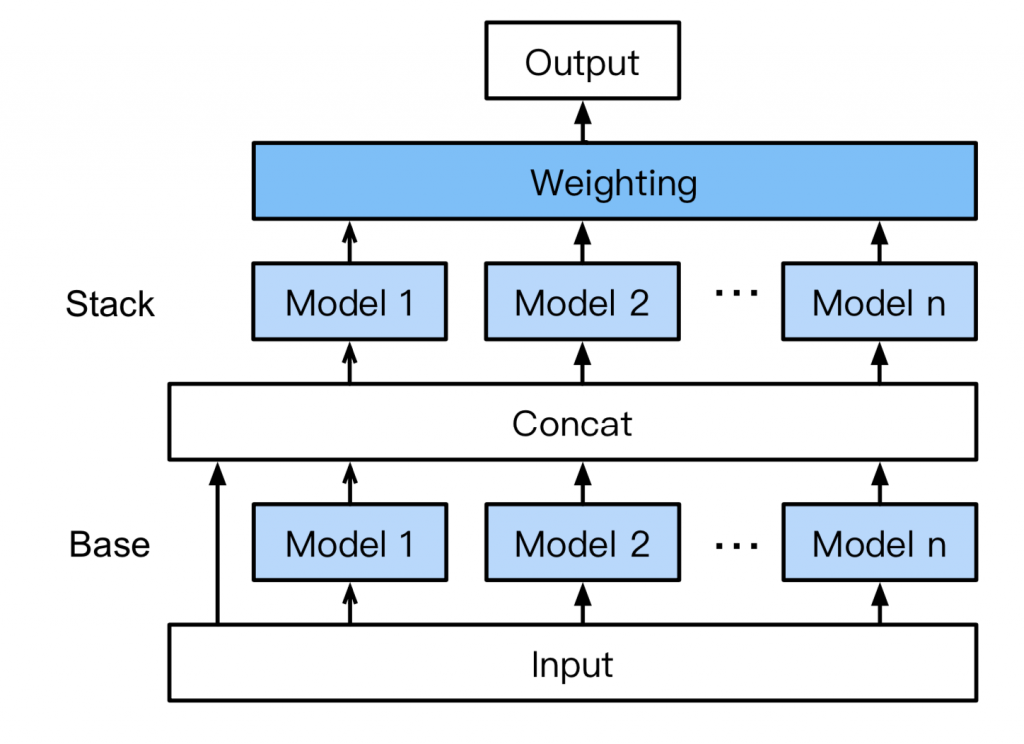 Output
Weighting
Stack
Model 1
Model 2
...
Model n
Concat
Base
Model 1
Model 2
...
Model n
Input